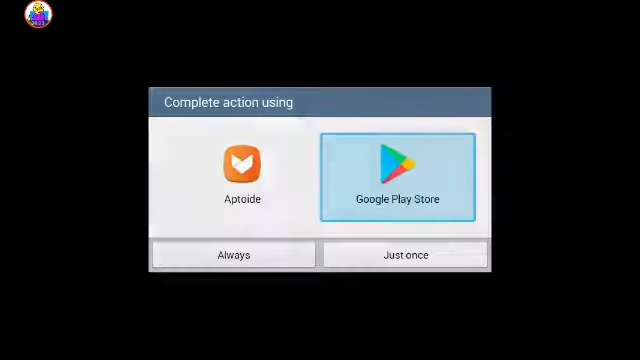 Complete action using
Aptoide
Google Play Store
Always
Just once